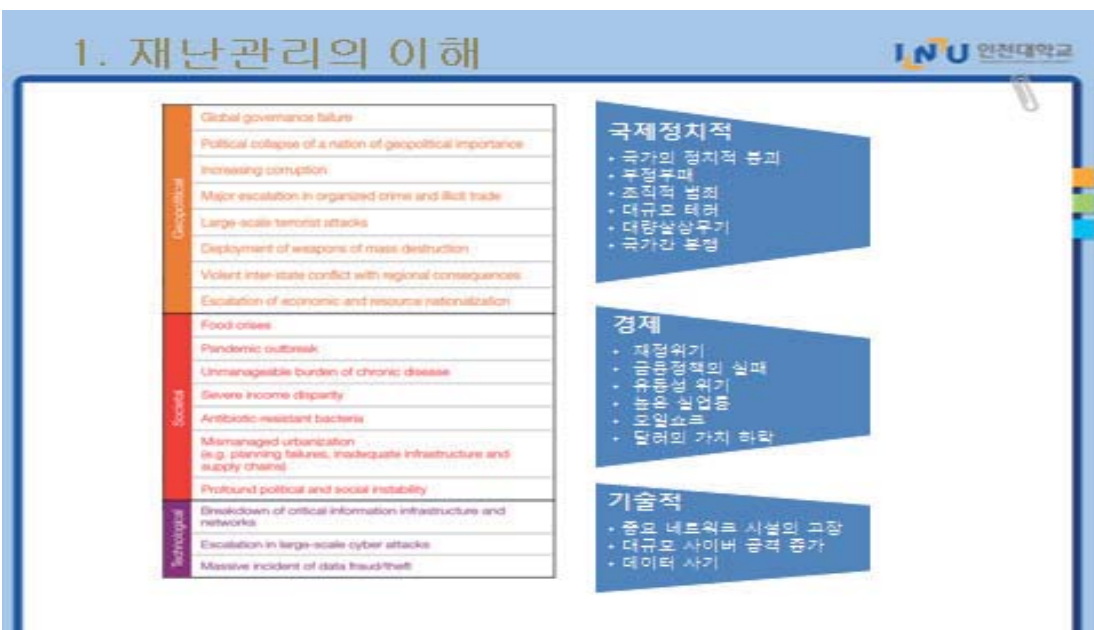 1. 재난관리의 이해
INU 인천대학교
Geopolitical
Global governance failure
Political collapse of a nation of geopolitical importance
Increasing corruption
Major escalation in organized crime and illicit trade
Large-scale terrorist attacks
Deployment of weapons of mass destruction
Violent inter-state conflict with regional consequences
Escalation of economic and resource nationalization
Societal
Food crises
Pandemic outbreak
Unmanageable burden of chronic disease
Severe income disparity
Antibiotic-resistant bacteria
Mismanaged urbanization
(e.g. planning failures, inadequate infrastructure and
supply chains)
Profound political and social instability
Technological
Breakdown of critical information infrastructure and
networks
Escalation in large-scale cyber attacks
Massive incident of data fraud/theft
국제정치적
• 국가의 정치적 붕괴
• 부정부패
• 조직적 범죄
• 대규모 테러
• 대량살상무기
• 국가간 분쟁
경제
• 재정위기
• 금융정책의 실패
• 유동성 위기
• 높은 실업률
• 오일쇼크
• 달러의 가치 하락
기술적
• 중요 네트워크 시설의 고장
• 대규모 사이버 공격 증가
• 데이터 사기